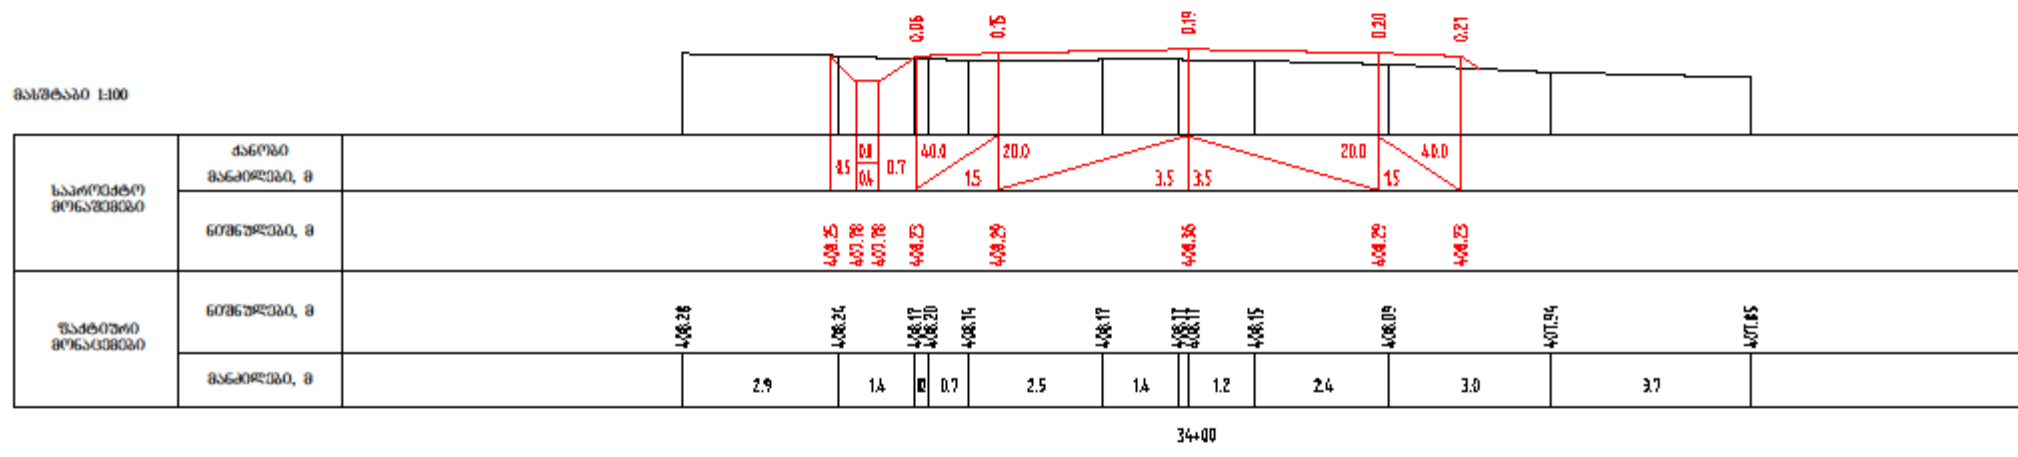 0.06 0.15 0.19 0.20 0.21
მასშტაბი 1:100
ქანობი
მანძილები, მ
საპროექტო
მონაშემები
0.5 0.0 0.4 0.7 40.0 1.5 20.0 3.5 3.5 20.0 1.5 40.0
ნიშნულები, მ
408.25 407.78 407.78 408.23 408.29 408.36 408.29 408.23
ფაქტიური
მონაცემები
ნიშნულები, მ
408.28 408.24 408.17 408.20 408.14 408.17 408.17 408.17 408.15 408.09 407.94 407.85
მანძილები, მ
2.9 1.4 0.7 2.5 1.4 1.2 2.4 3.0 3.7
34+00